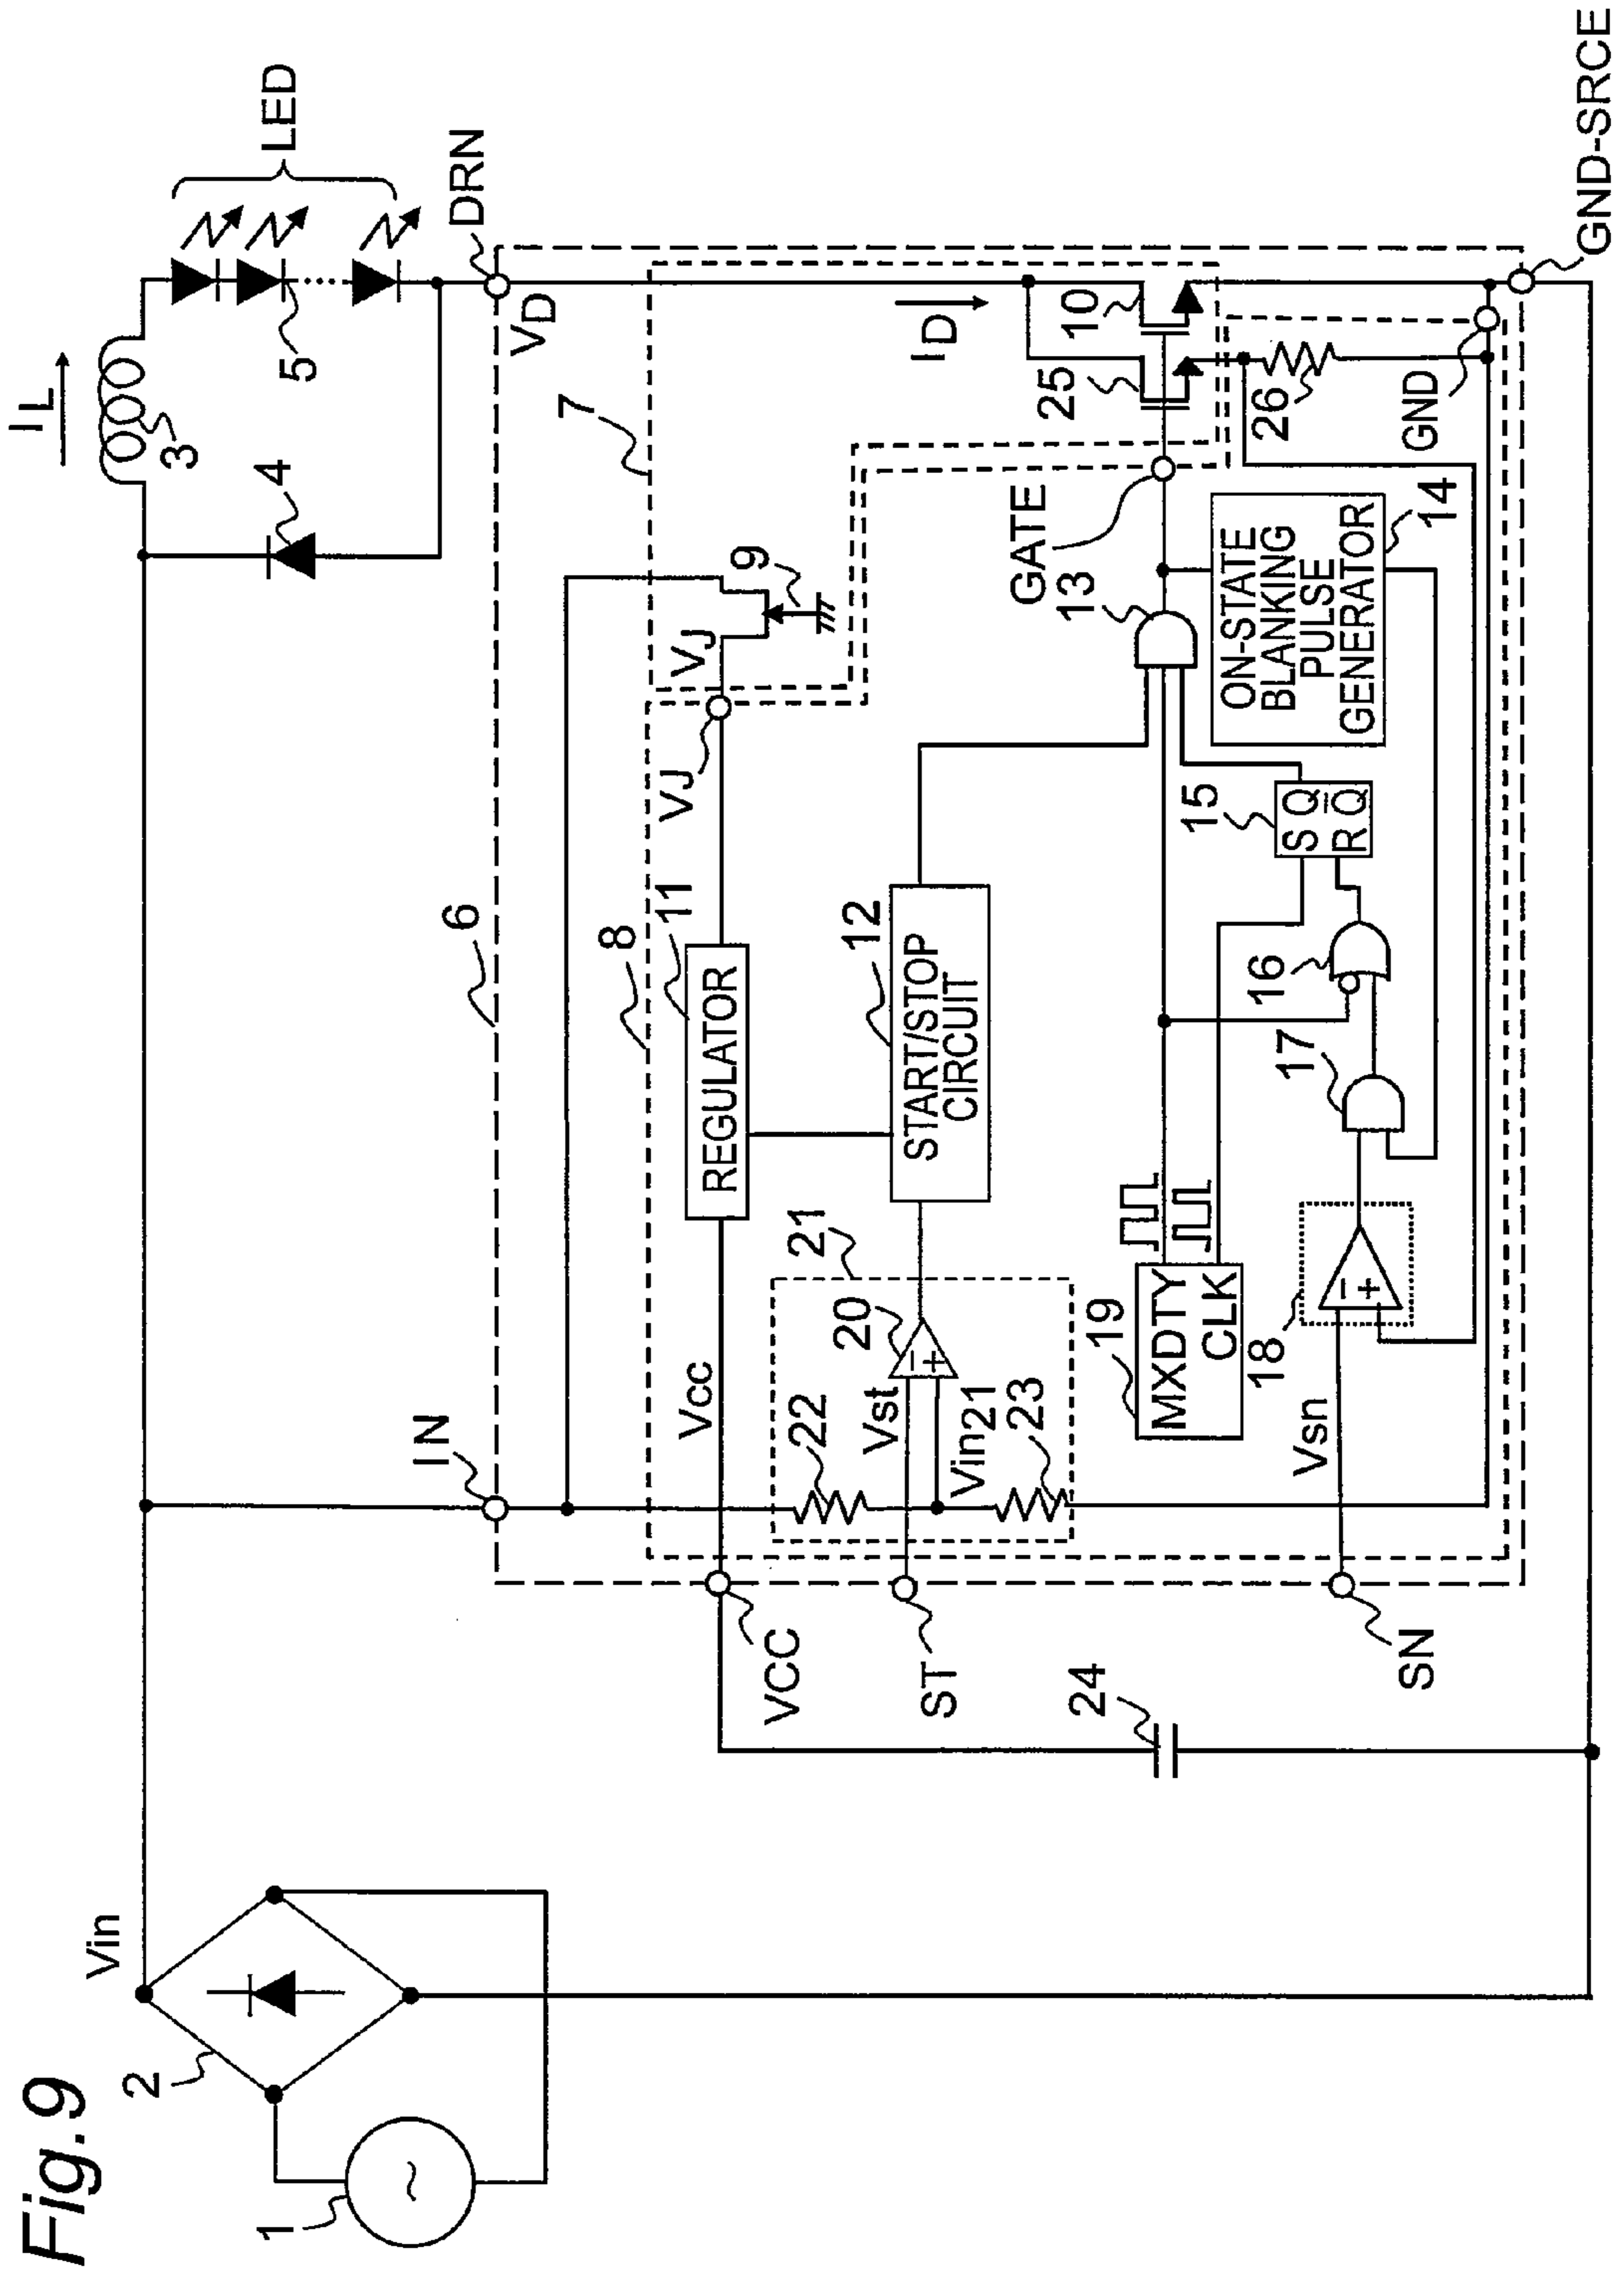 Fig.9
1
~
2
Vin
IL
3
4
5
LED
DRN
VD
IN
6
7
8
VCC
Vcc
REGULATOR
11
VJ
VJ
9
ID
10
25
26
GATE
GND
GND-SRCE
ST
Vst
21
22
20
−
+
Vin21
23
START/STOP
CIRCUIT
12
13
ON-STATE
BLANKING
PULSE
GENERATOR
14
15
S Q
R Q̅
16
17
19
MXDTY
CLK
18
−
+
Vsn
SN
24